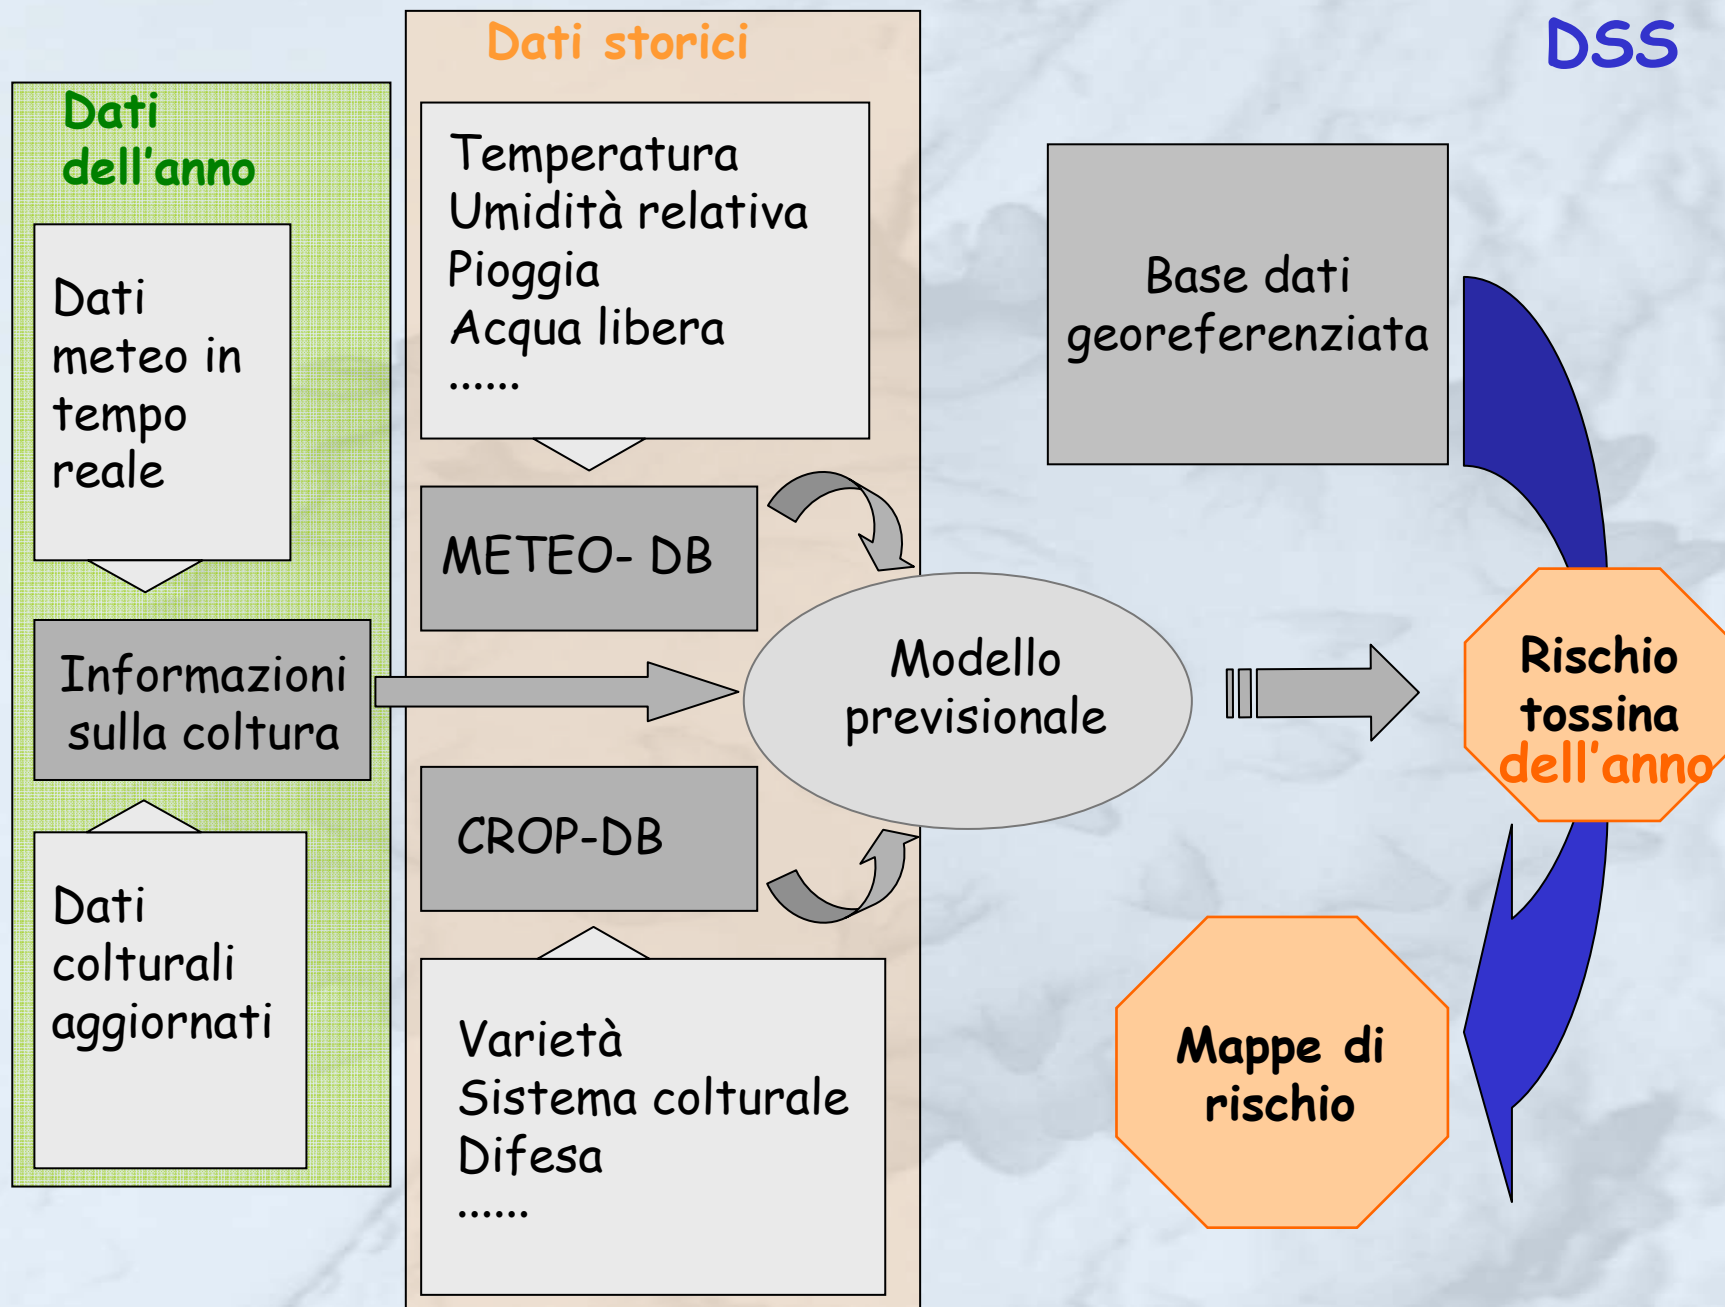 Dati storici
DSS
Dati
dell'anno
Dati
meteo in
tempo
reale
Informazioni
sulla coltura
Dati
colturali
aggiornati
Temperatura
Umidità relativa
Pioggia
Acqua libera
......
METEO- DB
CROP-DB
Varietà
Sistema colturale
Difesa
......
Modello
previsionale
Base dati
georeferenziata
Rischio
tossina
dell'anno
Mappe di
rischio